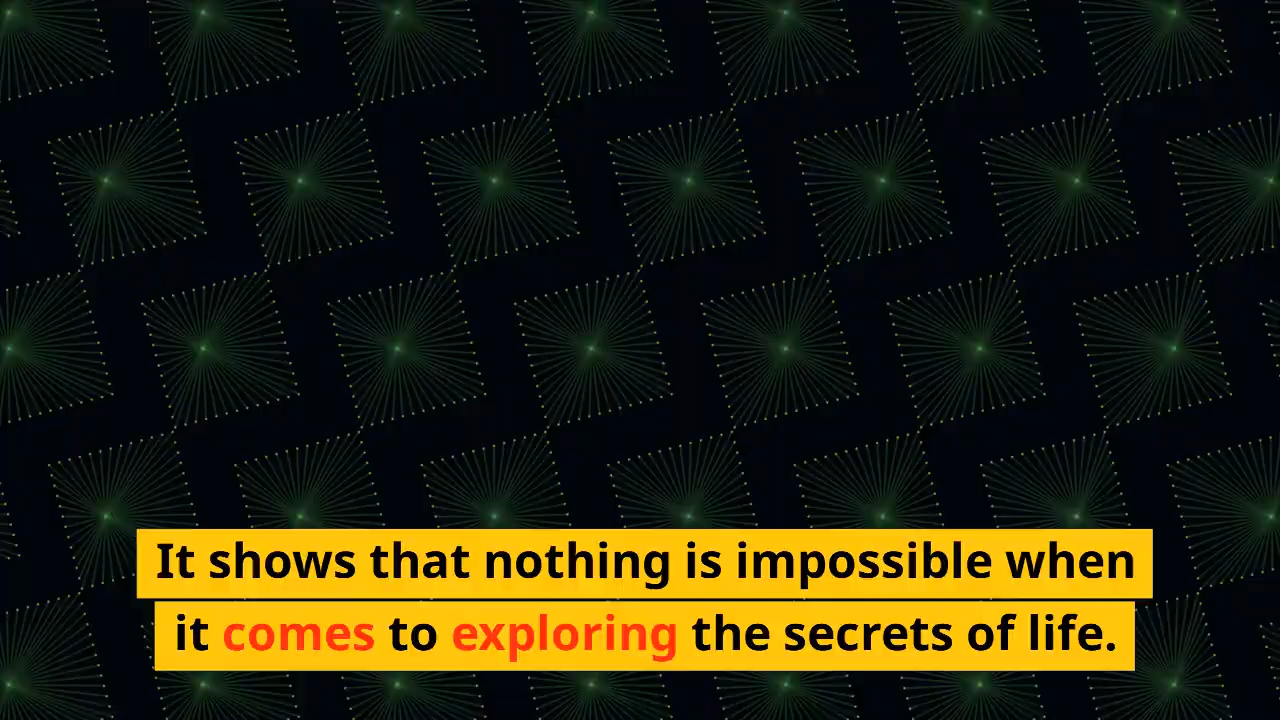 It shows that nothing is impossible when
it comes to exploring the secrets of life.